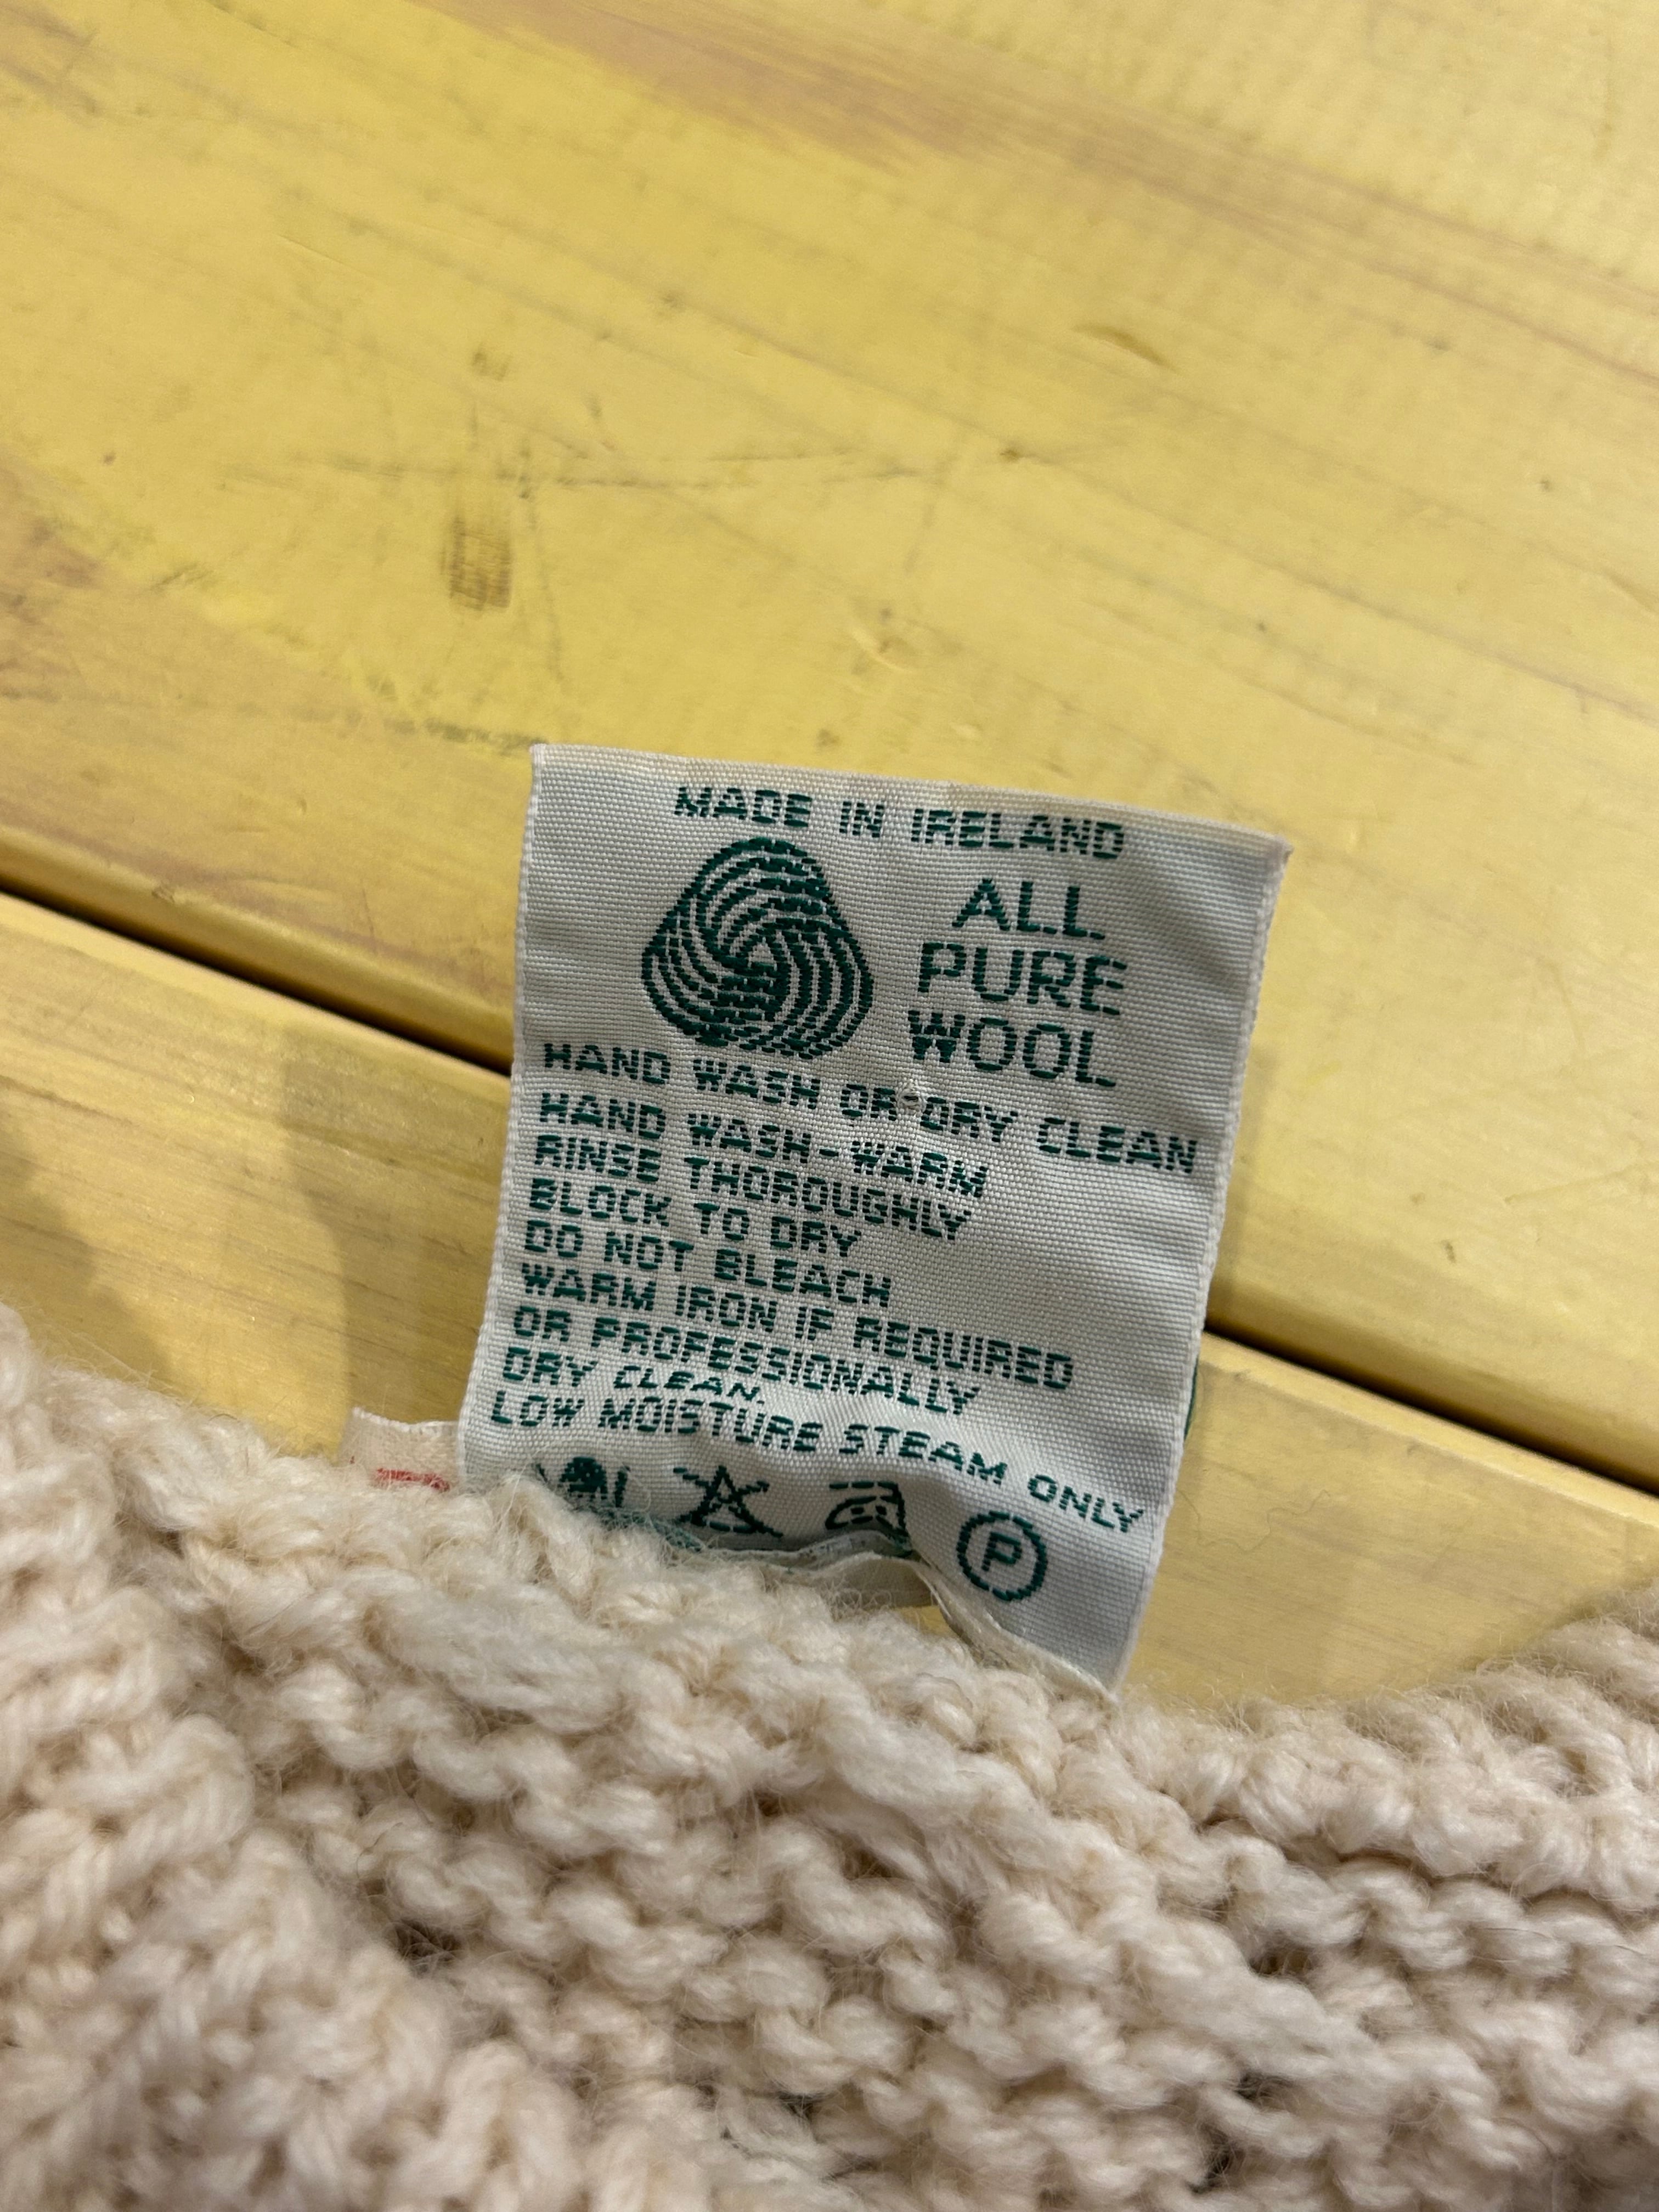 MADE IN IRELAND
ALL
PURE
WOOL
HAND WASH OR DRY CLEAN
HAND WASH-WARM
RINSE THOROUGHLY
BLOCK TO DRY
DO NOT BLEACH
WARM IRON IF REQUIRED
OR PROFESSIONALLY
DRY CLEAN.
LOW MOISTURE STEAM ONLY
P